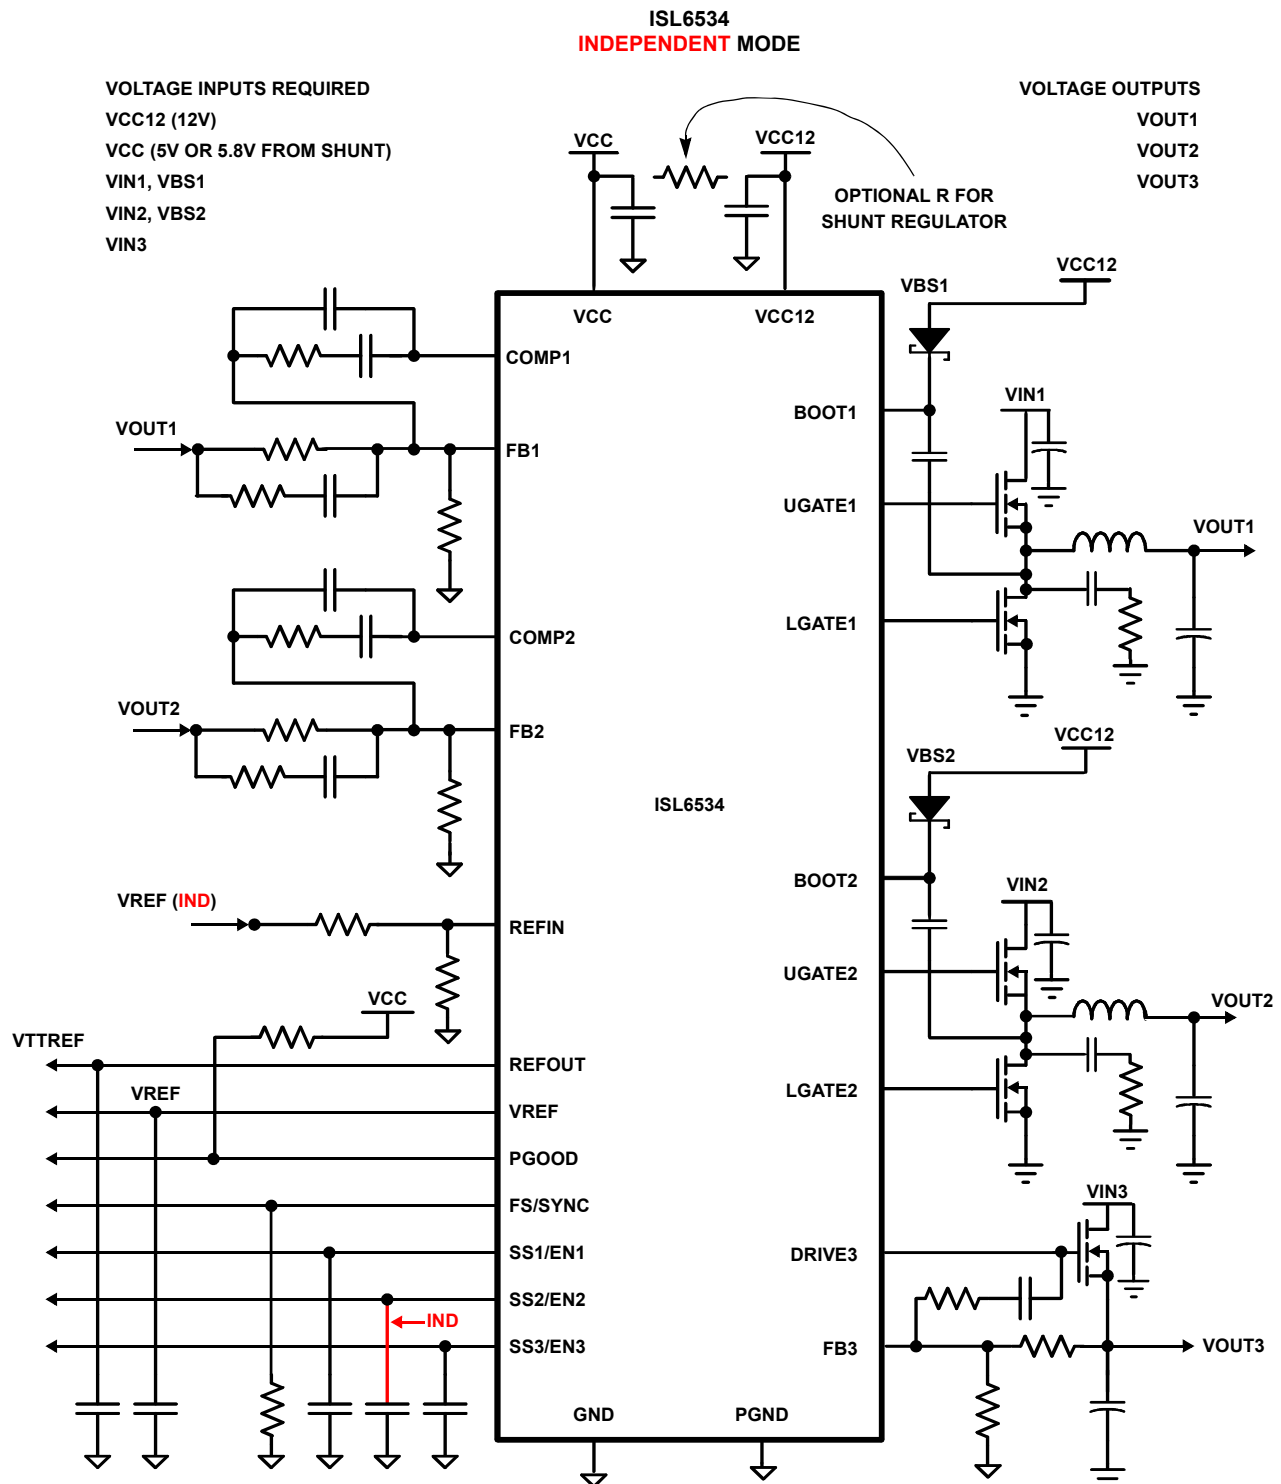 ISL6534
INDEPENDENT MODE
VOLTAGE INPUTS REQUIRED
VCC12 (12V)
VCC (5V OR 5.8V FROM SHUNT)
VIN1, VBS1
VIN2, VBS2
VIN3
VOLTAGE OUTPUTS
VOUT1
VOUT2
VOUT3
VCC
VCC12
OPTIONAL R FOR
SHUNT REGULATOR
VBS1
VCC12
VCC
VCC12
COMP1
VIN1
BOOT1
VOUT1
FB1
UGATE1
VOUT1
LGATE1
COMP2
VOUT2
FB2
VCC12
VBS2
ISL6534
BOOT2
VIN2
VREF (IND)
REFIN
UGATE2
VCC
VOUT2
VTTREF
REFOUT
LGATE2
VREF
VREF
PGOOD
VIN3
FS/SYNC
SS1/EN1
DRIVE3
SS2/EN2
IND
SS3/EN3
FB3
VOUT3
GND
PGND